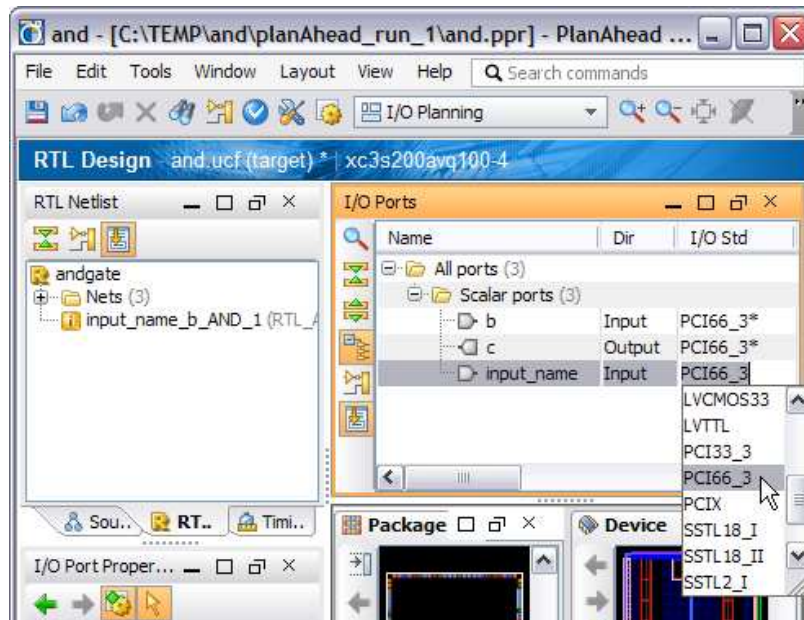 and - [C:\TEMP\and\planAhead_run_1\and.ppr] - PlanAhead ...
File Edit Tools Window Layout View Help Search commands
I/O Planning
RTL Design and.ucf (target) * xc3s200avq100-4
RTL Netlist
I/O Ports
Name Dir I/O Std
andgate
Nets (3)
input_name_b_AND_1 (RTL_
All ports (3)
Scalar ports (3)
b Input PCI66_3*
c Output PCI66_3*
input_name Input PCI66_3
LVCMOS33
LVTTL
PCI33_3
PCI66_3
PCIX
SSTL18_I
SSTL18_II
SSTL2_I
Sou.. RT.. Timi..
Package
Device
I/O Port Proper...